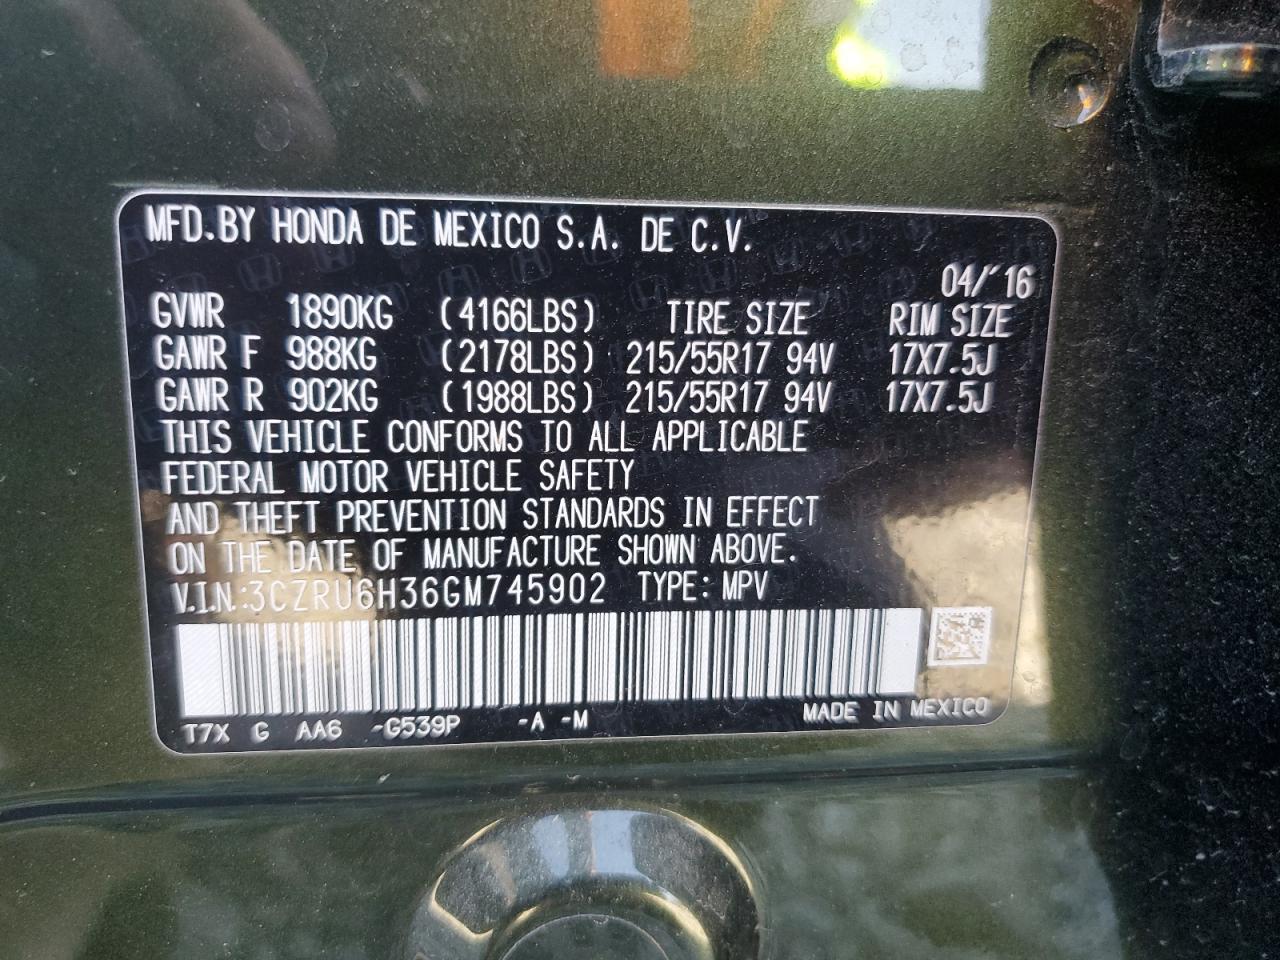 MFD.BY HONDA DE MEXICO S.A. DE C.V.
04/'16
GVWR 1890KG (4166LBS) TIRE SIZE RIM SIZE
GAWR F 988KG (2178LBS) 215/55R17 94V 17X7.5J
GAWR R 902KG (1988LBS) 215/55R17 94V 17X7.5J
THIS VEHICLE CONFORMS TO ALL APPLICABLE
FEDERAL MOTOR VEHICLE SAFETY
AND THEFT PREVENTION STANDARDS IN EFFECT
ON THE DATE OF MANUFACTURE SHOWN ABOVE.
V.I.N.:3CZRU6H36GM745902 TYPE: MPV
T7X G AA6 -G539P -A -M MADE IN MEXICO